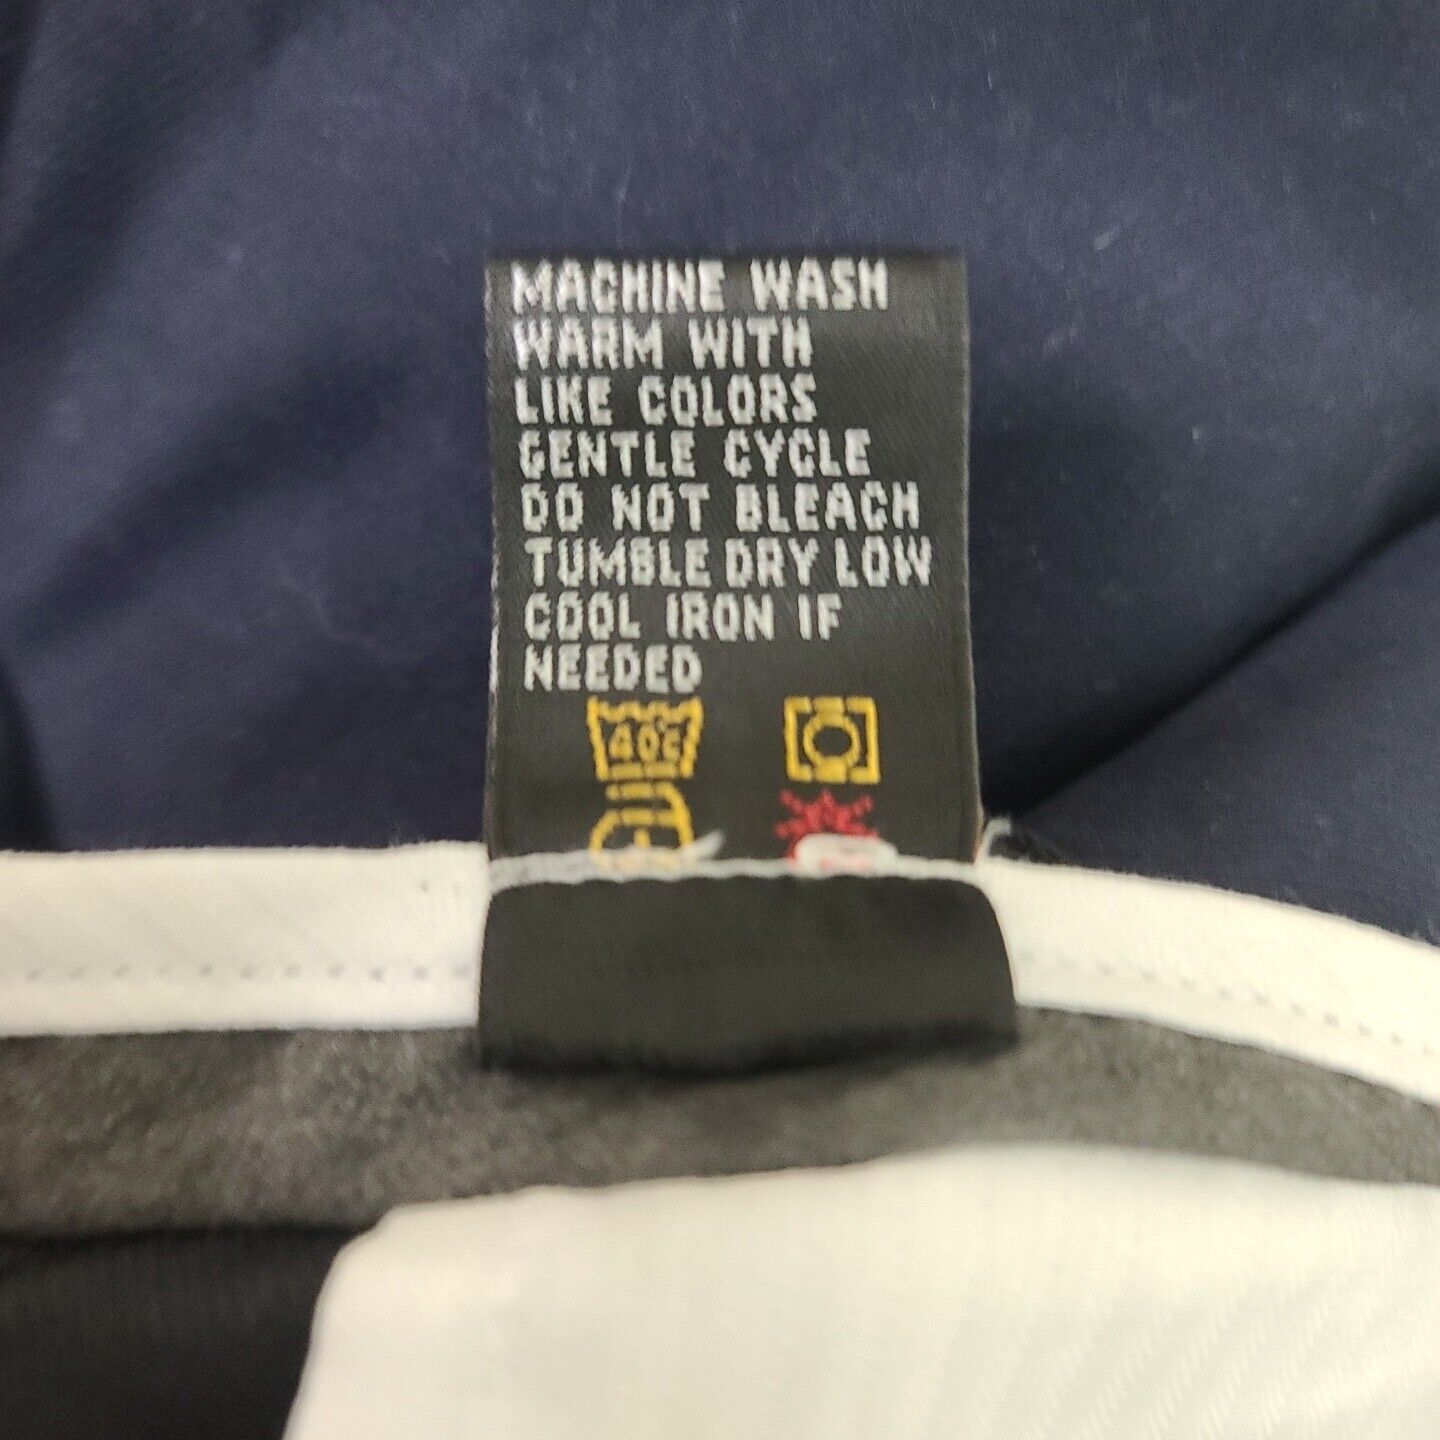 MACHINE WASH
WARM WITH
LIKE COLORS
GENTLE CYCLE
DO NOT BLEACH
TUMBLE DRY LOW
COOL IRON IF
NEEDED
40c